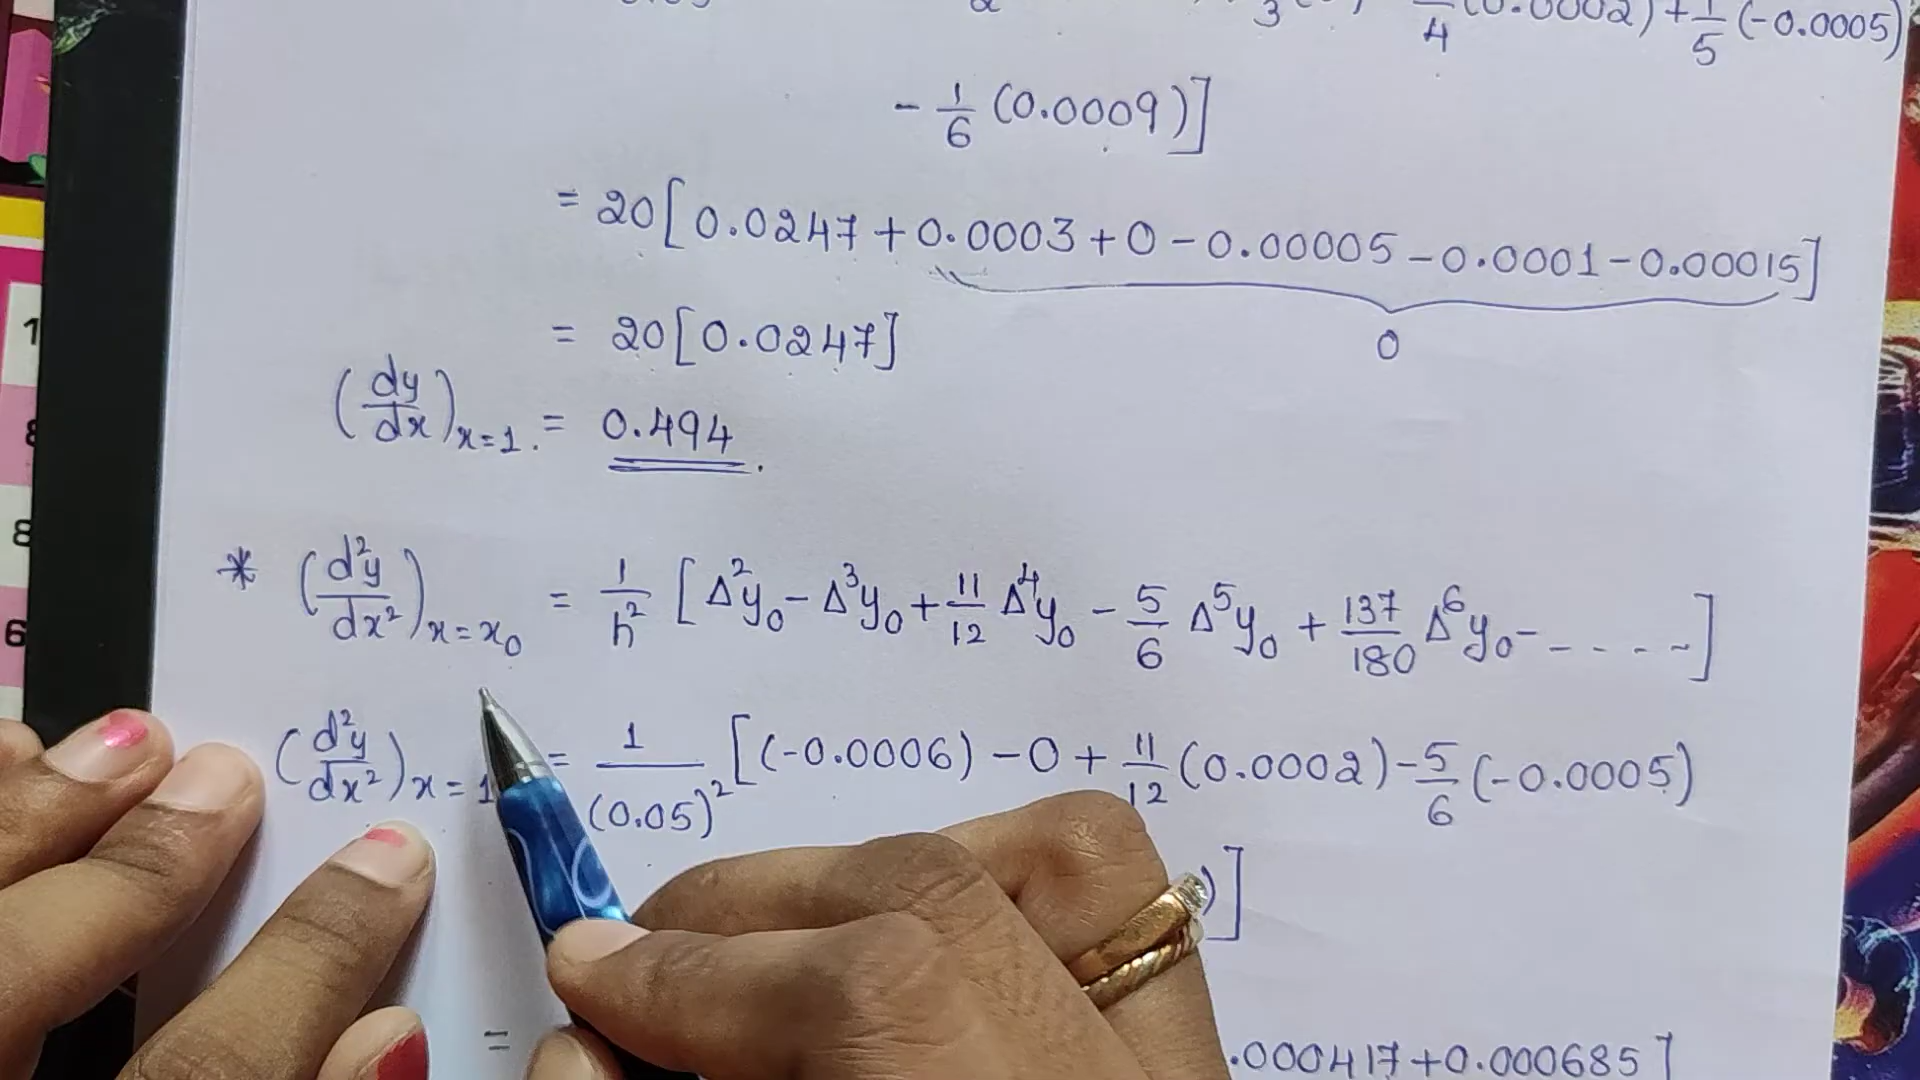 (0.0002) + 1/5 (-0.0005)
- 1/6 (0.0009)]
= 20[0.0247 + 0.0003 + 0 - 0.00005 - 0.0001 - 0.00015]
0
= 20[0.0247]
(dy/dx)x=1. = 0.494.
* (d²y/dx²)x=x₀ = 1/h² [Δ²y₀ - Δ³y₀ + 11/12 Δ⁴y₀ - 5/6 Δ⁵y₀ + 137/180 Δ⁶y₀ - - - - - ]
(d²y/dx²)x=1 = 1/(0.05)² [(-0.0006) - 0 + 11/12 (0.0002) - 5/6 (-0.0005)
)]
= .000417 + 0.000685]